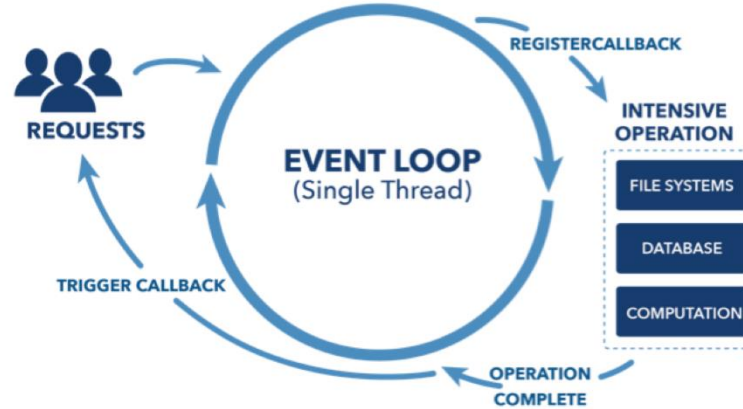 REGISTERCALLBACK
REQUESTS
INTENSIVE
OPERATION
EVENT LOOP
(Single Thread)
FILE SYSTEMS
DATABASE
COMPUTATION
TRIGGER CALLBACK
OPERATION
COMPLETE